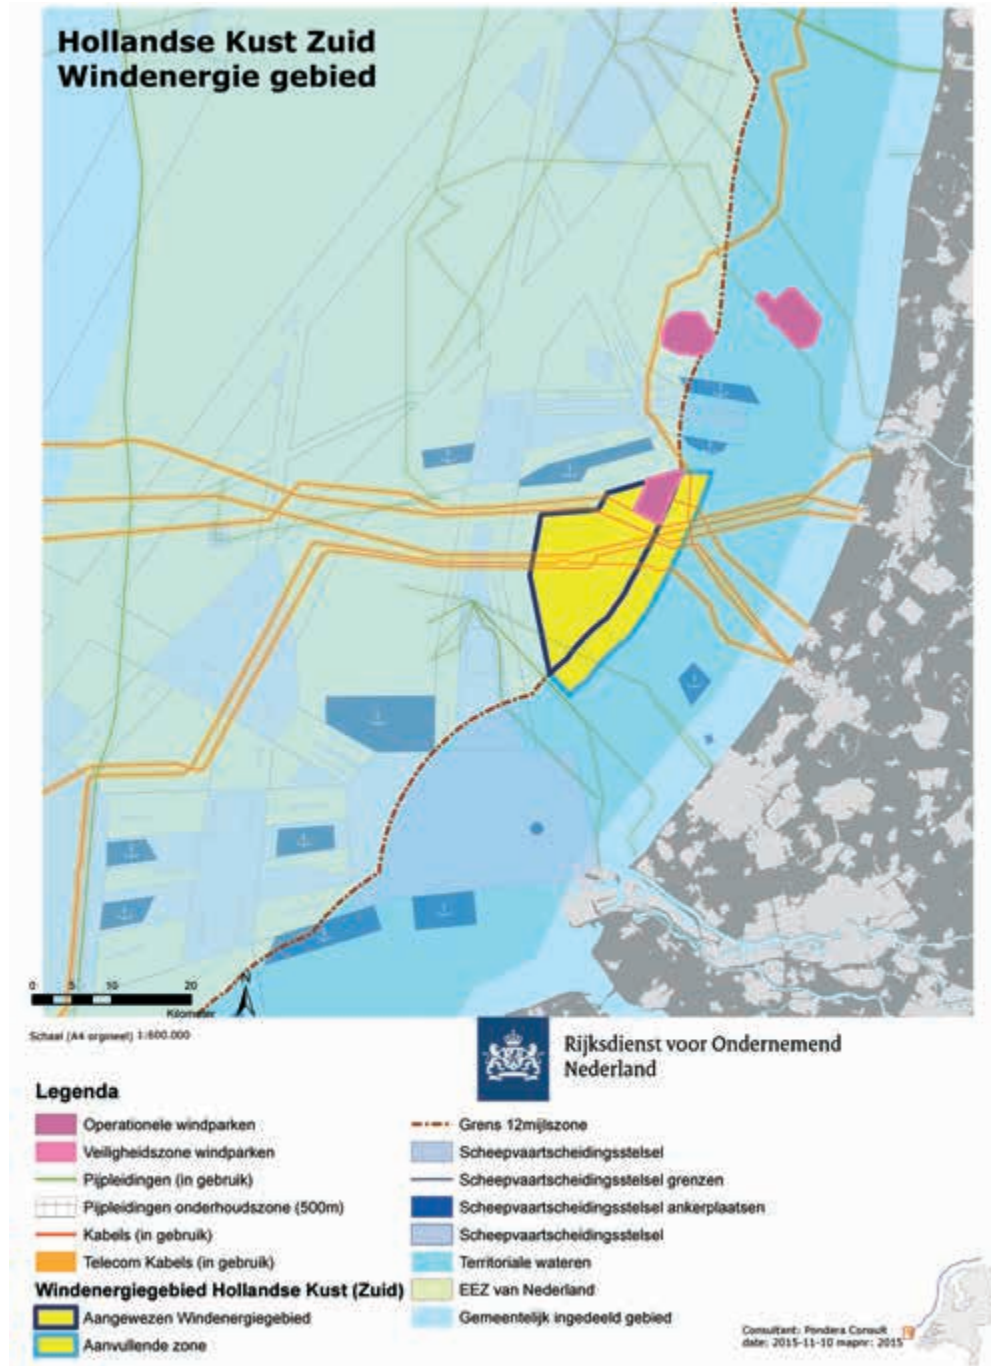 Hollandse Kust Zuid
Windenergie gebied
0 5 10 20
Kilometer
Schaal (A4 orgineel) 1:600.000
Rijksdienst voor Ondernemend
Nederland
Legenda
Operationele windparken
Veiligheidszone windparken
Pijpleidingen (in gebruik)
Pijpleidingen onderhoudszone (500m)
Kabels (in gebruik)
Telecom Kabels (in gebruik)
Windenergiegebied Hollandse Kust (Zuid)
Aangewezen Windenergiegebied
Aanvullende zone
Grens 12mijlszone
Scheepvaartscheidingsstelsel
Scheepvaartscheidingsstelsel grenzen
Scheepvaartscheidingsstelsel ankerplaatsen
Scheepvaartscheidingsstelsel
Territoriale wateren
EEZ van Nederland
Gemeentelijk ingedeeld gebied
Consultant: Pondera Consult
date: 2015-11-10 mapnr: 2015